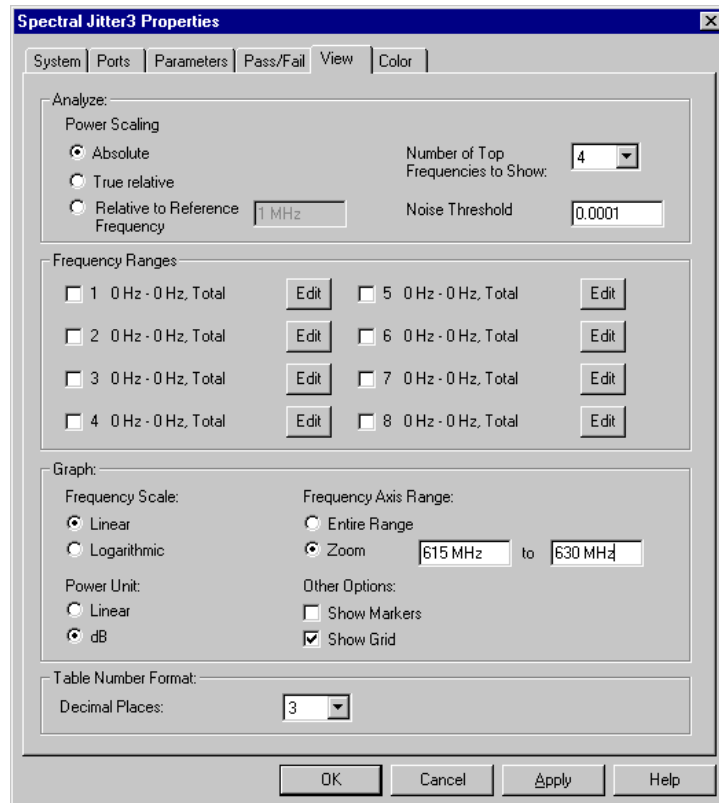 Spectral Jitter3 Properties
System Ports Parameters Pass/Fail View Color
Analyze:
Power Scaling
Absolute
True relative
Relative to Reference
Frequency
1 MHz
Number of Top
Frequencies to Show:
4
Noise Threshold
0.0001
Frequency Ranges
1 0 Hz - 0 Hz, Total Edit
5 0 Hz - 0 Hz, Total Edit
2 0 Hz - 0 Hz, Total Edit
6 0 Hz - 0 Hz, Total Edit
3 0 Hz - 0 Hz, Total Edit
7 0 Hz - 0 Hz, Total Edit
4 0 Hz - 0 Hz, Total Edit
8 0 Hz - 0 Hz, Total Edit
Graph:
Frequency Scale:
Linear
Logarithmic
Power Unit:
Linear
dB
Frequency Axis Range:
Entire Range
Zoom 615 MHz to 630 MHz
Other Options:
Show Markers
Show Grid
Table Number Format:
Decimal Places: 3
OK Cancel Apply Help